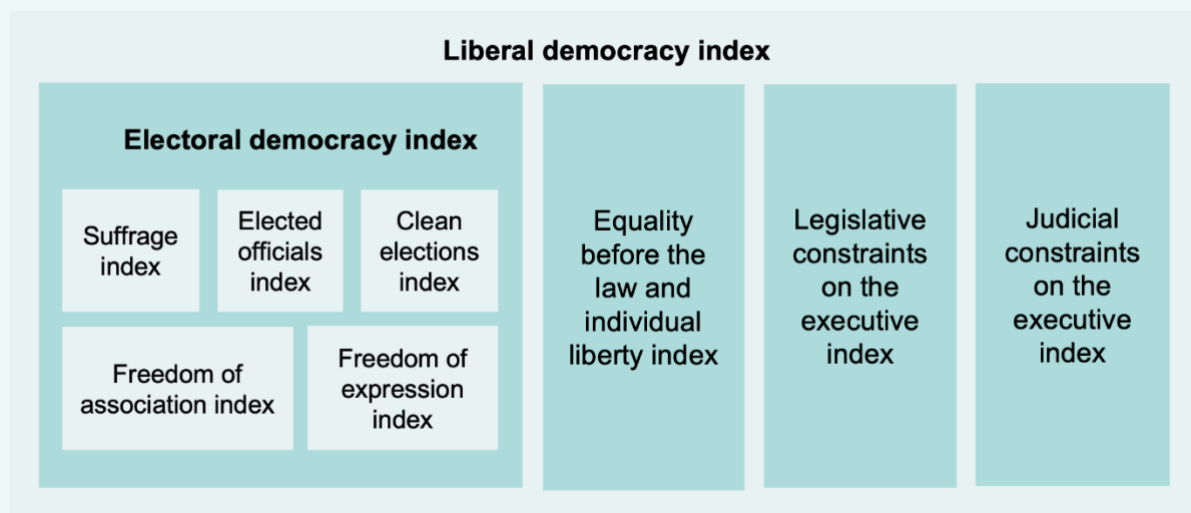 Liberal democracy index
Electoral democracy index
Suffrage
index
Elected
officials
index
Clean
elections
index
Freedom of
association index
Freedom of
expression
index
Equality
before the
law and
individual
liberty index
Legislative
constraints
on the
executive
index
Judicial
constraints
on the
executive
index